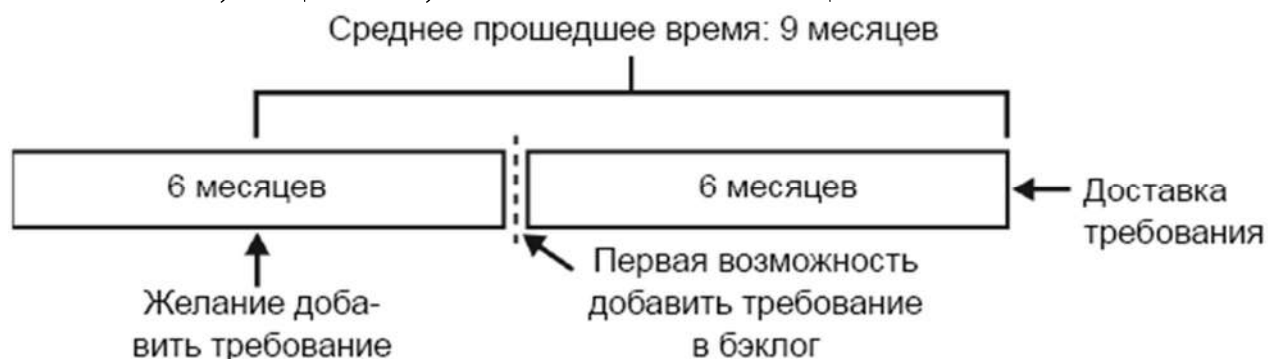 Среднее прошедшее время: 9 месяцев
6 месяцев
6 месяцев
Доставка
требования
Желание доба-
вить требование
Первая возможность
добавить требование
в бэклог